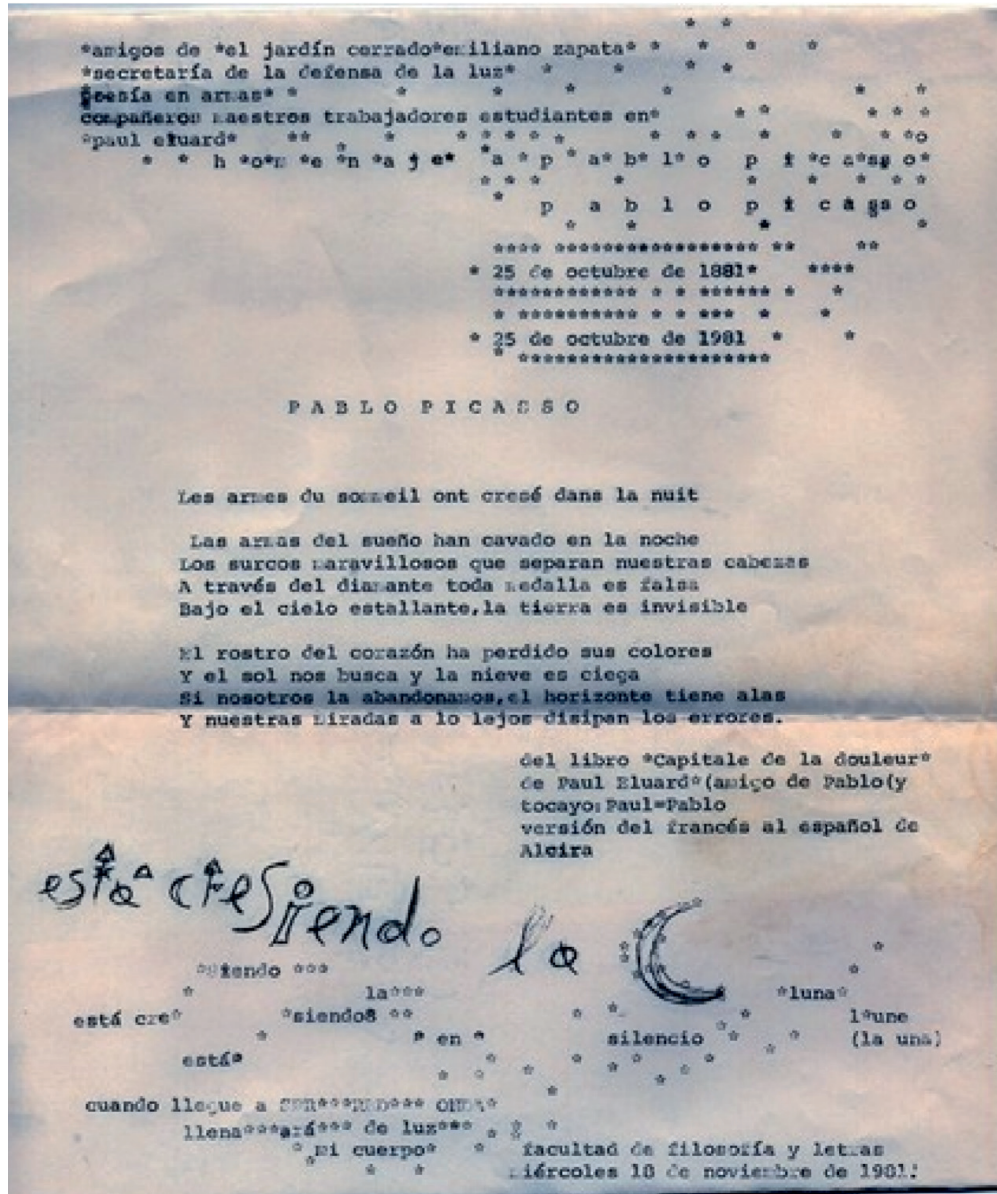 *amigos de *el jardín cerrado*emiliano zapata*
*secretaría de la defensa de la luz*
poesía en armas*
compañeros maestros trabajadores estudiantes en*
*paul eluard*
* * h *o*m *e *n *a j e* *a * p * a*b* l* o p i *c a*s o*
p a b l o p i c a s s o
**** ***************** ** **
* 25 de octubre de 1881* ****
*********** * * ****** * *
* ********** * * *** * *
* 25 de octubre de 1981 * *
* *********************
P A B L O P I C A S S O
Les armes du sommeil ont cresé dans la nuit
Las armas del sueño han cavado en la noche
Los surcos maravillosos que separan nuestras cabezas
A través del diamante toda medalla es falsa
Bajo el cielo estallante,la tierra es invisible
El rostro del corazón ha perdido sus colores
Y el sol nos busca y la nieve es ciega
Si nosotros la abandonamos,el horizonte tiene alas
Y nuestras miradas a lo lejos disipan los errores.
del libro *Capitale de la douleur*
de Paul Eluard*(amigo de Pablo(y
tocayo:Paul=Pablo
versión del francés al español de
Alcira
está creSiendo la
*Siendo ***
la*** *luna*
está cre* *siendo8 ** l*une
* en * silencio (la una)
está*
cuando llegue a SER***RED*** ONDA*
llena***ará*** de luz***
* mi cuerpo* * facultad de filosofía y letras
miércoles 18 de noviembre de 1981!